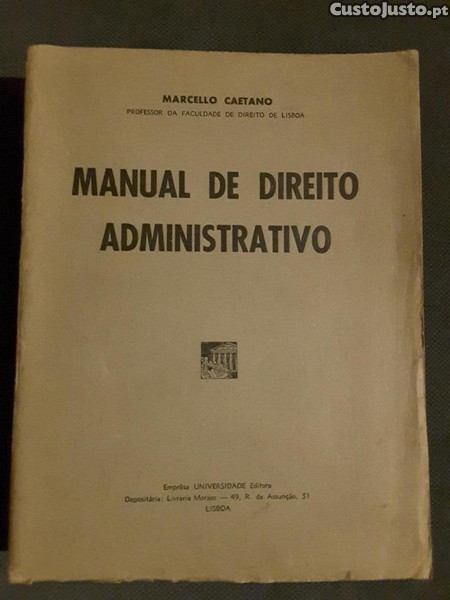 CustoJusto.pt
MARCELLO CAETANO
PROFESSOR DA FACULDADE DE DIREITO DE LISBOA
MANUAL DE DIREITO
ADMINISTRATIVO
Emprêsa UNIVERSIDADE Editora
Depositária: Livraria Morais — 49, R. da Assunção, 51
LISBOA